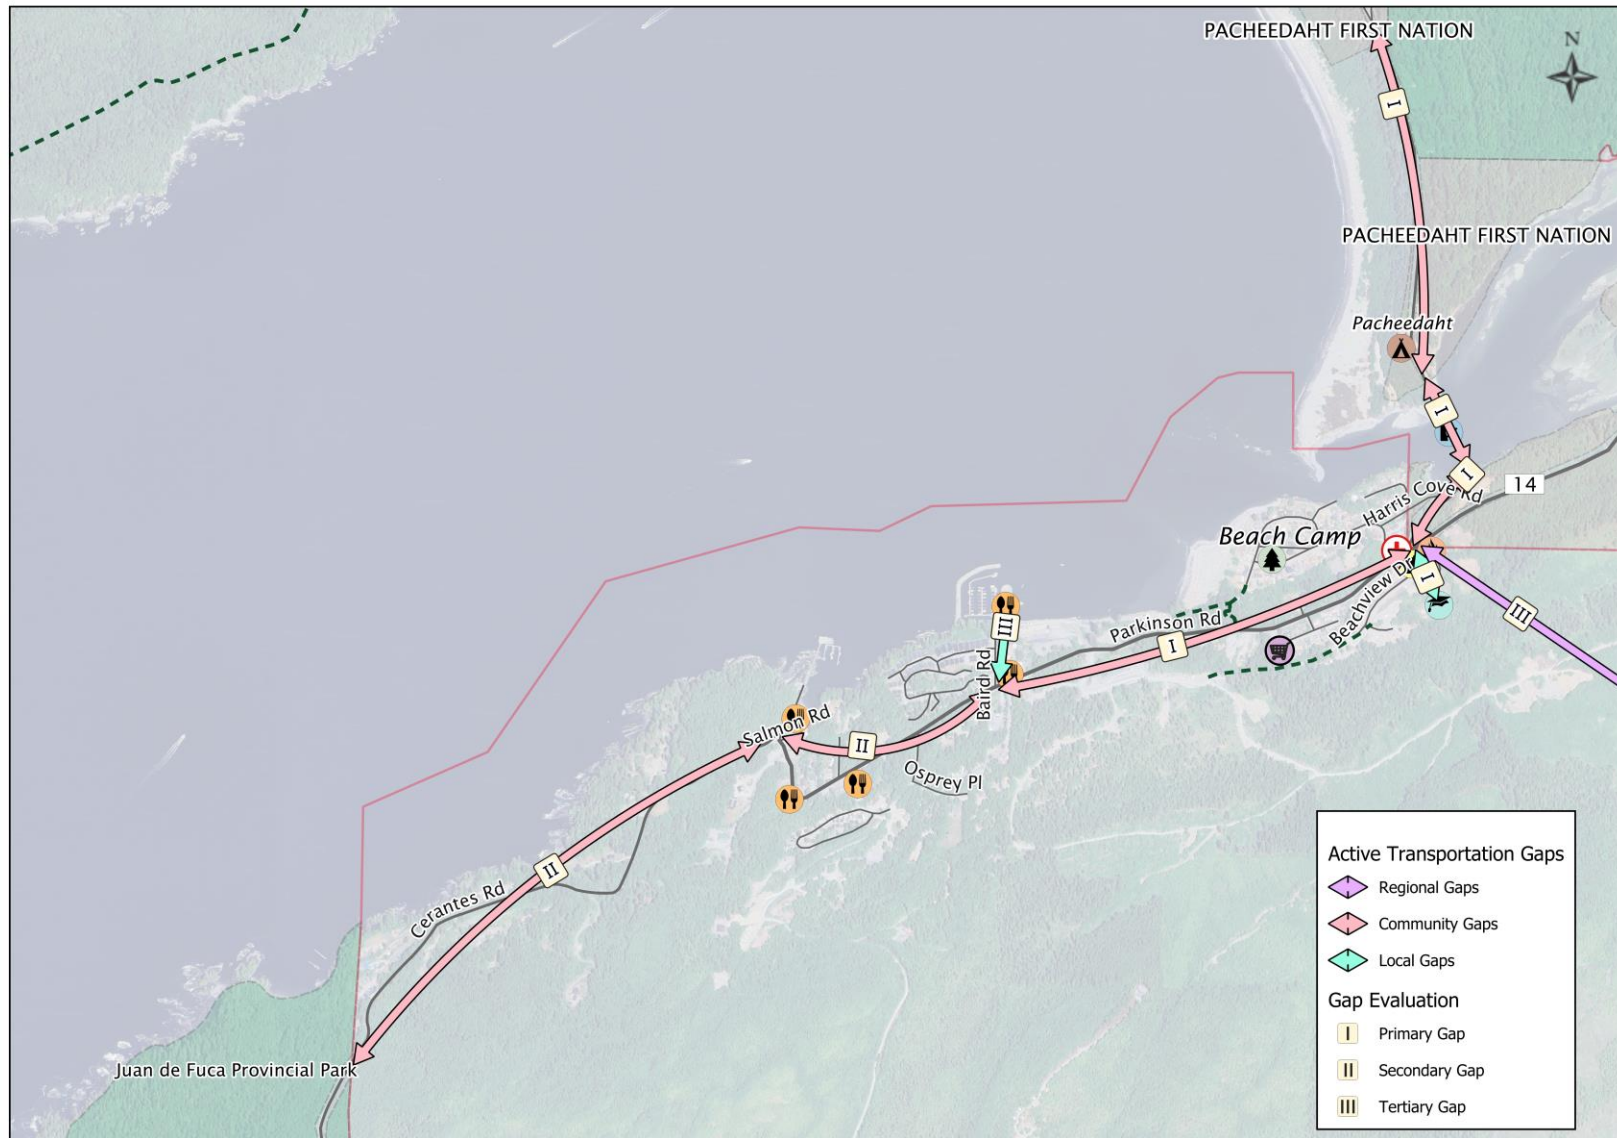 PACHEEDAHT FIRST NATION
N
I
PACHEEDAHT FIRST NATION
Pacheedaht
I
I
14
Harris Cove Rd
Beach Camp
Beachview Dr
I
III
III
Parkinson Rd
I
Baird Rd
Salmon Rd
II
Osprey Pl
II
Cerantes Rd
Juan de Fuca Provincial Park
Active Transportation Gaps
Regional Gaps
Community Gaps
Local Gaps
Gap Evaluation
I Primary Gap
II Secondary Gap
III Tertiary Gap